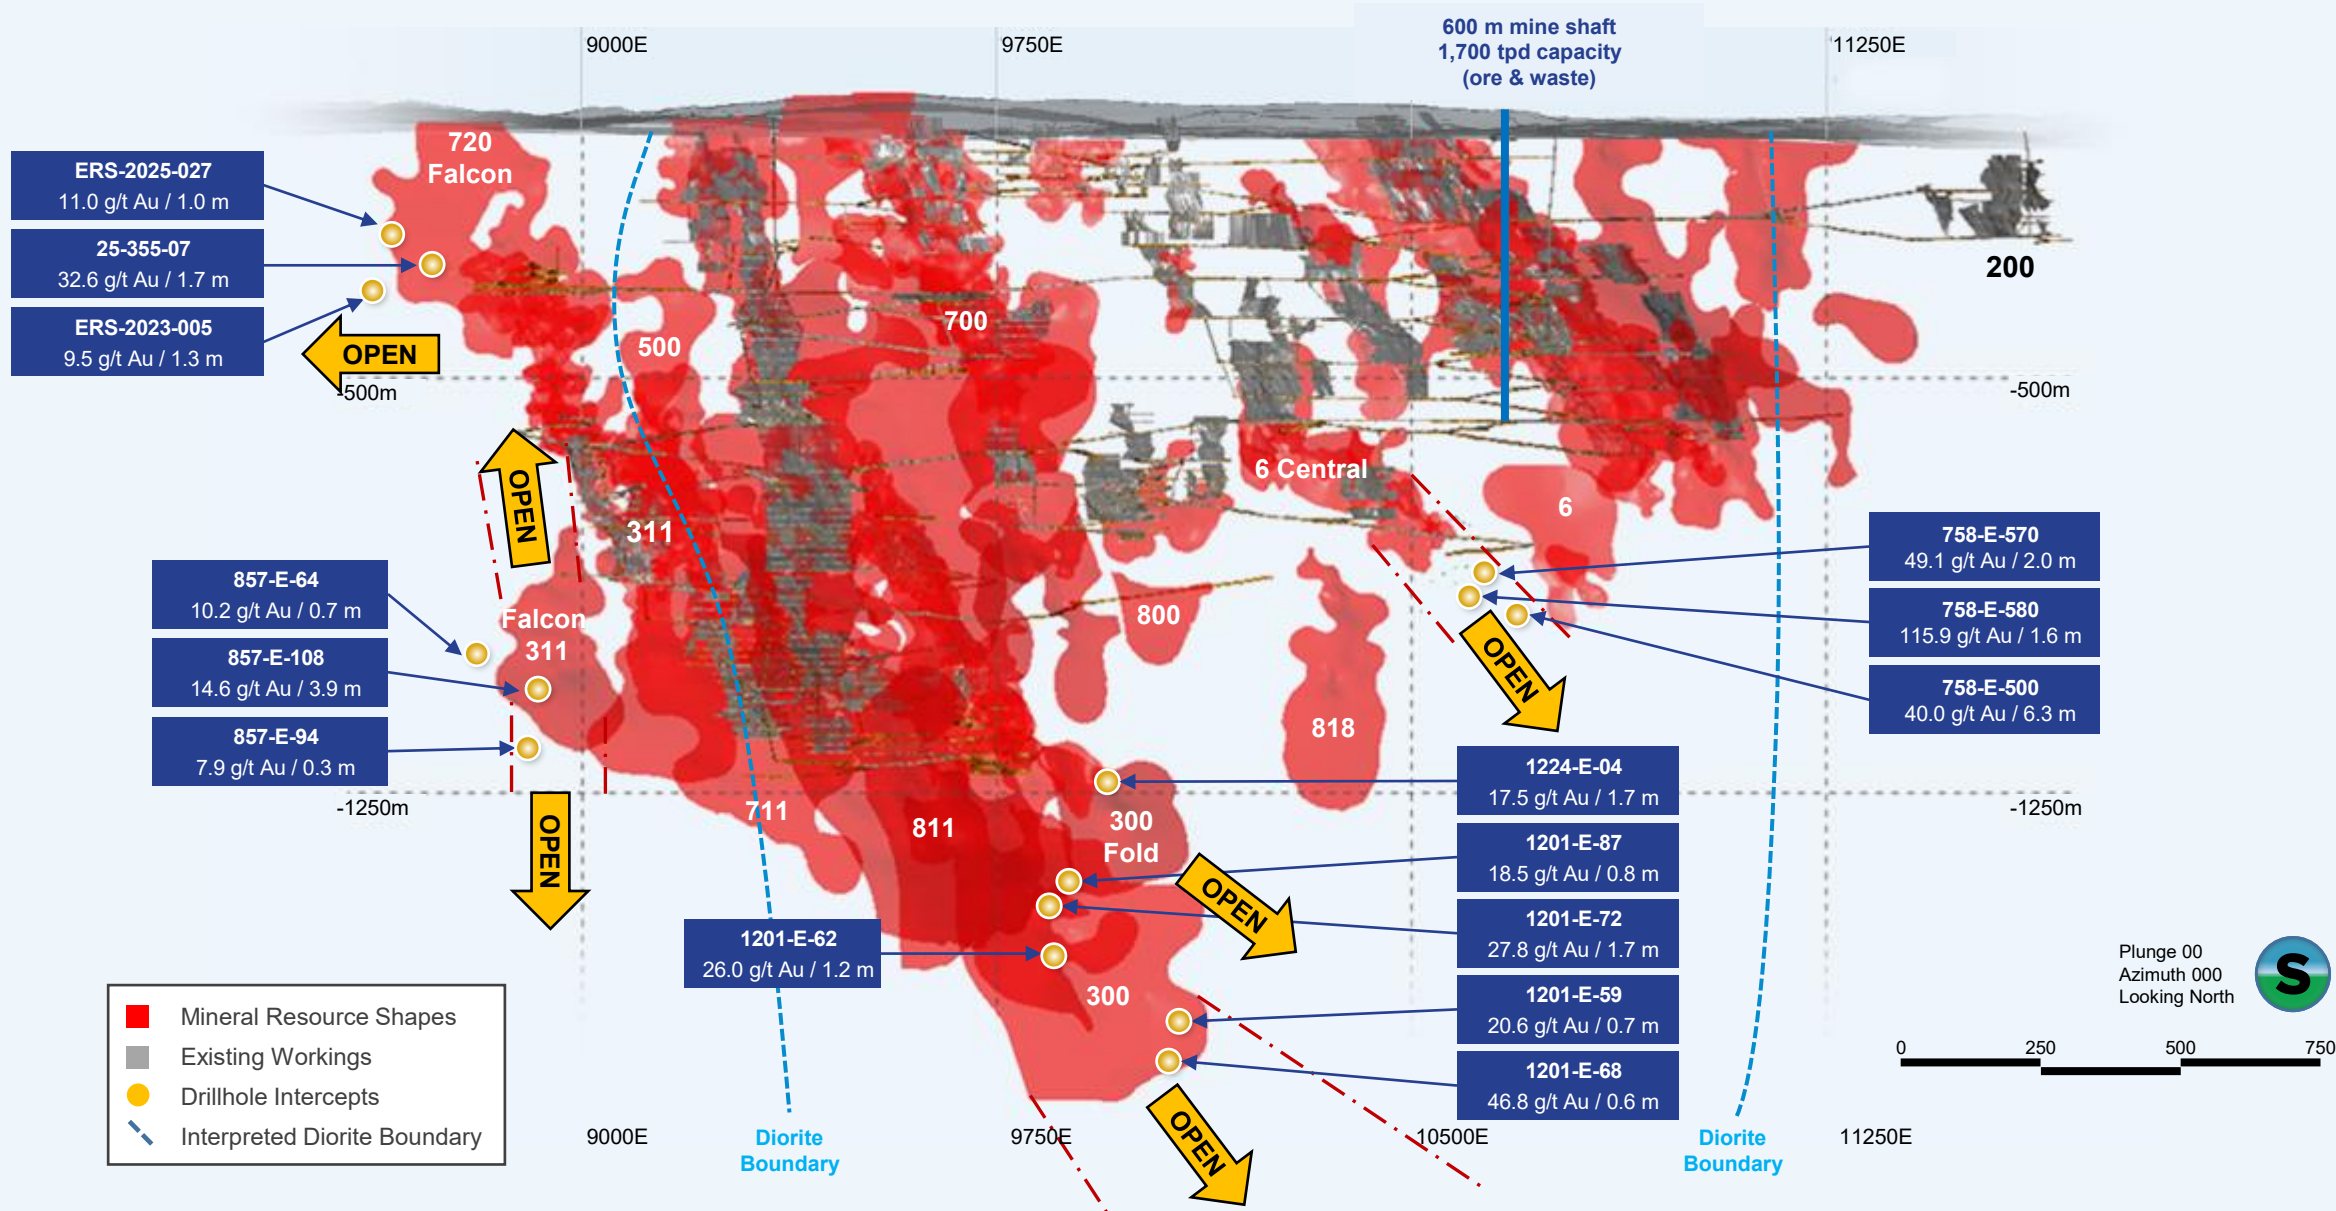 600 m mine shaft
1,700 tpd capacity
(ore & waste)
9000E
9750E
11250E
720
Falcon
ERS-2025-027
11.0 g/t Au / 1.0 m
25-355-07
32.6 g/t Au / 1.7 m
ERS-2023-005
9.5 g/t Au / 1.3 m
OPEN
200
700
500
-500m
-500m
6 Central
6
311
OPEN
758-E-570
49.1 g/t Au / 2.0 m
758-E-580
115.9 g/t Au / 1.6 m
758-E-500
40.0 g/t Au / 6.3 m
857-E-64
10.2 g/t Au / 0.7 m
857-E-108
14.6 g/t Au / 3.9 m
857-E-94
7.9 g/t Au / 0.3 m
Falcon
311
800
818
OPEN
-1250m
-1250m
711
811
300
Fold
OPEN
OPEN
1224-E-04
17.5 g/t Au / 1.7 m
1201-E-87
18.5 g/t Au / 0.8 m
1201-E-72
27.8 g/t Au / 1.7 m
1201-E-59
20.6 g/t Au / 0.7 m
1201-E-68
46.8 g/t Au / 0.6 m
1201-E-62
26.0 g/t Au / 1.2 m
300
OPEN
Mineral Resource Shapes
Existing Workings
Drillhole Intercepts
Interpreted Diorite Boundary
Plunge 00
Azimuth 000
Looking North
S
0
250
500
750
9000E
Diorite
Boundary
9750E
10500E
Diorite
Boundary
11250E